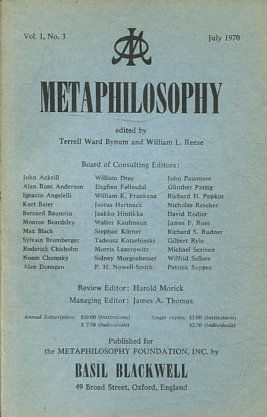 Vol. I, No. 3
July 1970
METAPHILOSOPHY
edited by
Terrell Ward Bynum and William L. Reese
Board of Consulting Editors:
John Ackrill
Alan Ross Anderson
Ignazio Angelelli
Kurt Baier
Bernard Baumrin
Monroe Beardsley
Max Black
Sylvain Bromberger
Roderick Chisholm
Noam Chomsky
Alan Donagan
William Dray
Dagfinn Føllesdal
William K. Frankena
Justus Hartnack
Jaakko Hintikka
Walter Kaufmann
Stephan Körner
Tadeusz Kotarbinski
Morris Lazerowitz
Sidney Morgenbesser
P. H. Nowell-Smith
John Passmore
Günther Patzig
Richard H. Popkin
Nicholas Rescher
David Rodier
James F. Ross
Richard S. Rudner
Gilbert Ryle
Michael Scriven
Wilfrid Sellars
Patrick Suppes
Review Editor: Harold Morick
Managing Editor: James A. Thomas
Annual Subscription: $10.00 (Institutions)
$ 7.50 (Individuals)
Single copies: $3.00 (Institutions)
$2.50 (Individuals)
Published for
the METAPHILOSOPHY FOUNDATION, INC. by
BASIL BLACKWELL
49 Broad Street, Oxford, England